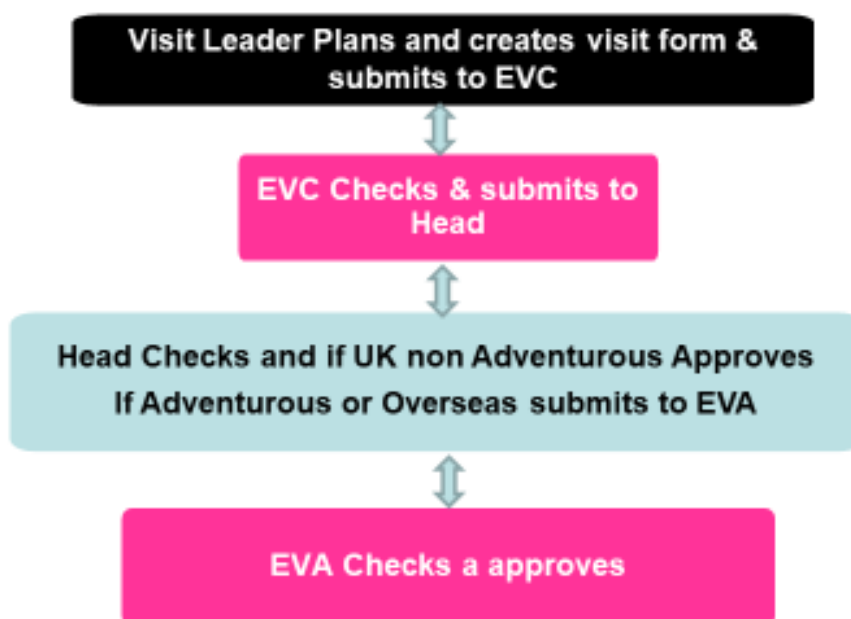 Visit Leader Plans and creates visit form &
submits to EVC
EVC Checks & submits to
Head
Head Checks and if UK non Adventurous Approves
If Adventurous or Overseas submits to EVA
EVA Checks a approves